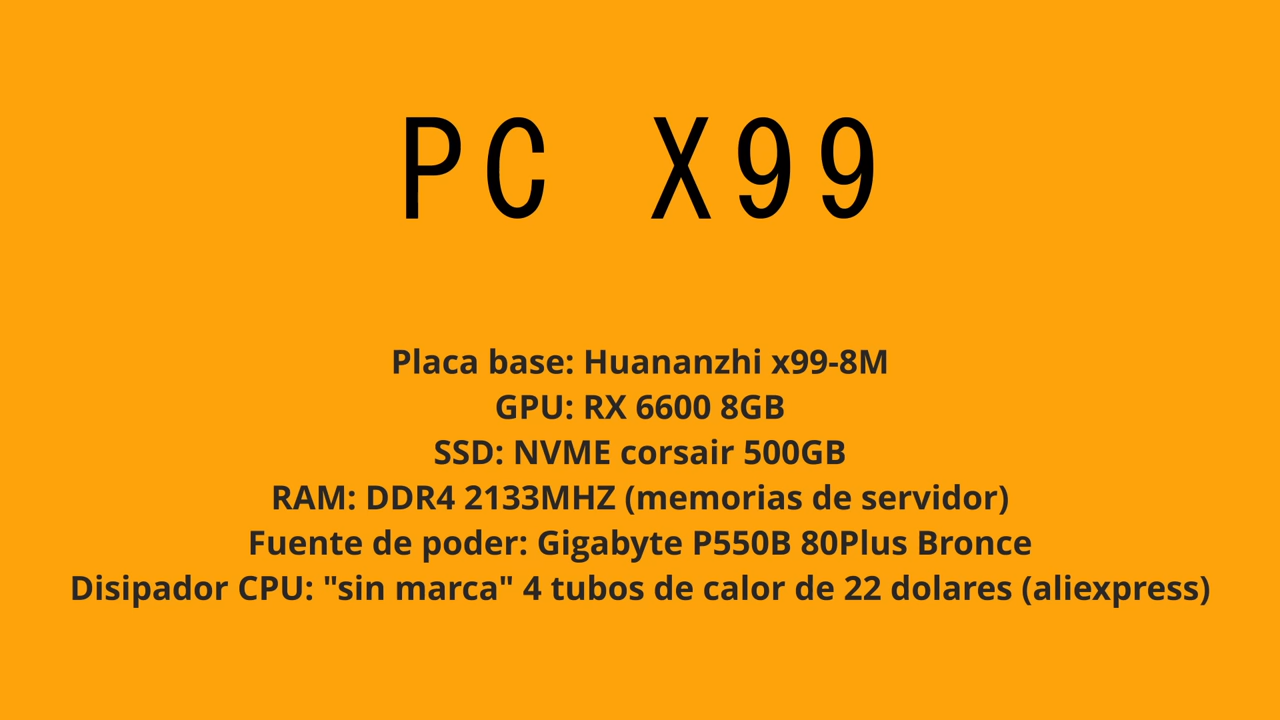 PC X99
Placa base: Huananzhi x99-8M
GPU: RX 6600 8GB
SSD: NVME corsair 500GB
RAM: DDR4 2133MHZ (memorias de servidor)
Fuente de poder: Gigabyte P550B 80Plus Bronce
Disipador CPU: "sin marca" 4 tubos de calor de 22 dolares (aliexpress)